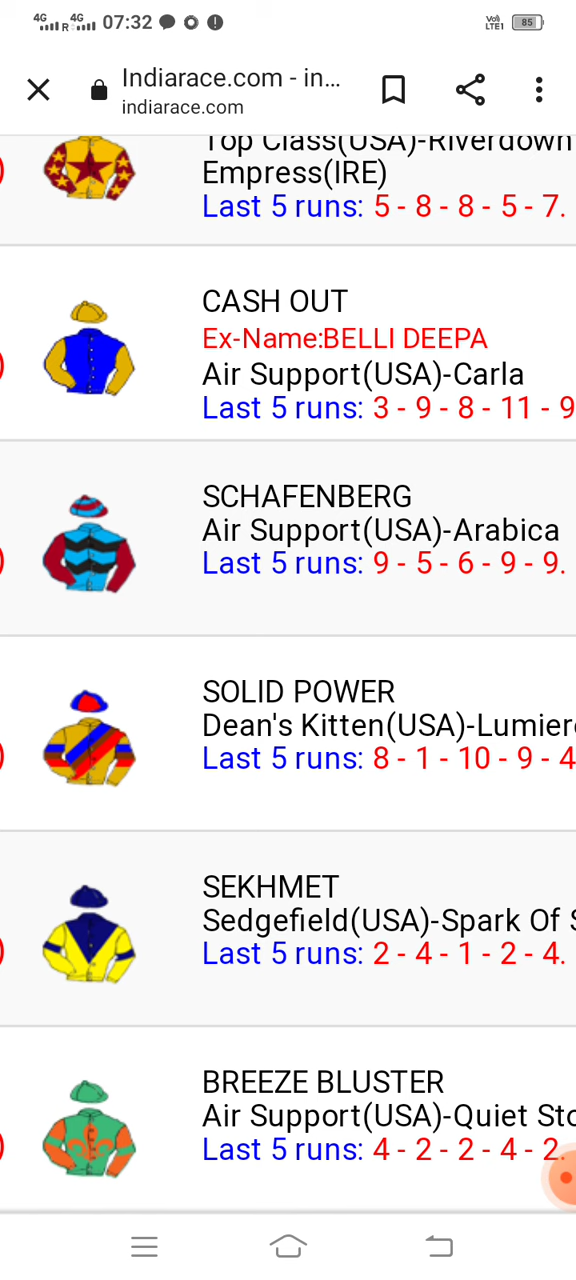 4G R 4G 07:32 Vo) LTE1 85
Indiarace.com - in...
indiarace.com
Top Class(USA)-Riverdown
Empress(IRE)
Last 5 runs: 5 - 8 - 8 - 5 - 7.
CASH OUT
Ex-Name:BELLI DEEPA
Air Support(USA)-Carla
Last 5 runs: 3 - 9 - 8 - 11 - 9
SCHAFENBERG
Air Support(USA)-Arabica
Last 5 runs: 9 - 5 - 6 - 9 - 9.
SOLID POWER
Dean's Kitten(USA)-Lumier
Last 5 runs: 8 - 1 - 10 - 9 - 4
SEKHMET
Sedgefield(USA)-Spark Of S
Last 5 runs: 2 - 4 - 1 - 2 - 4.
BREEZE BLUSTER
Air Support(USA)-Quiet Sto
Last 5 runs: 4 - 2 - 2 - 4 - 2.